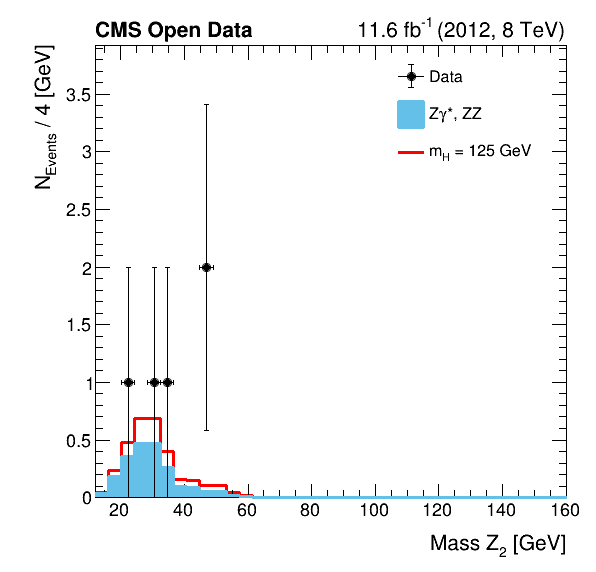 CMS Open Data 11.6 fb⁻¹ (2012, 8 TeV)
N_Events / 4 [GeV]
3.5
3
2.5
2
1.5
1
0.5
0
Data
Zγ*, ZZ
m_H = 125 GeV
20 40 60 80 100 120 140 160
Mass Z₂ [GeV]